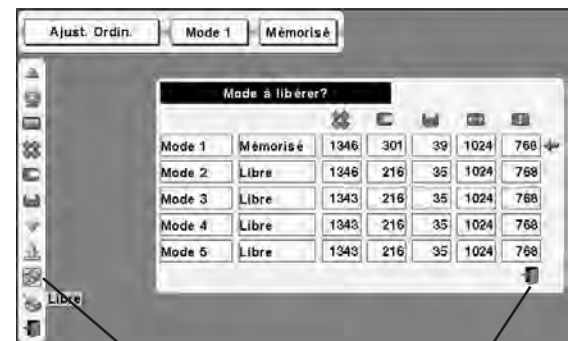 Ajust. Ordin. Mode 1 Mémorisé
Mode à libérer?
Mode 1 Mémorisé 1346 301 39 1024 768
Mode 2 Libre 1346 216 35 1024 768
Mode 3 Libre 1343 216 35 1024 768
Mode 4 Libre 1343 216 35 1024 768
Mode 5 Libre 1343 216 35 1024 768
Libre